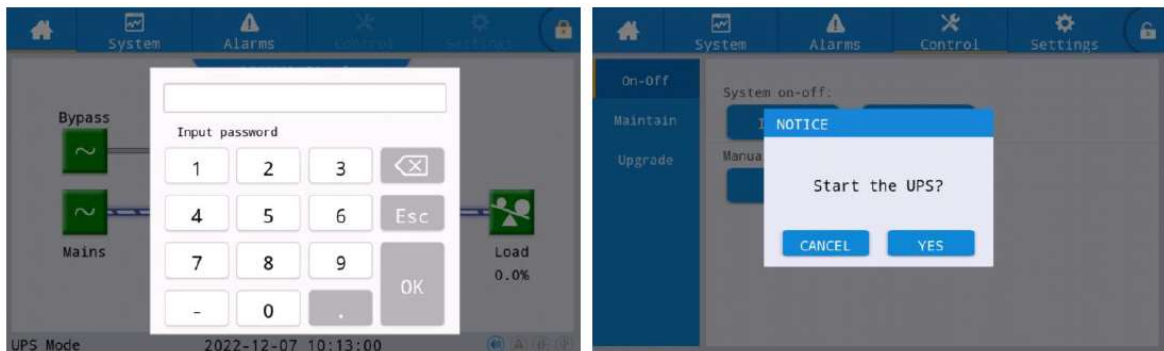 System Alarms Control Settings
Bypass
Mains
Input password
1 2 3
4 5 6 Esc
7 8 9
- 0 . OK
Load
0.0%
UPS Mode 2022-12-07 10:13:00
System Alarms Control Settings
On-Off
Maintain
Upgrade
System on-off:
Manua
NOTICE
Start the UPS?
CANCEL YES